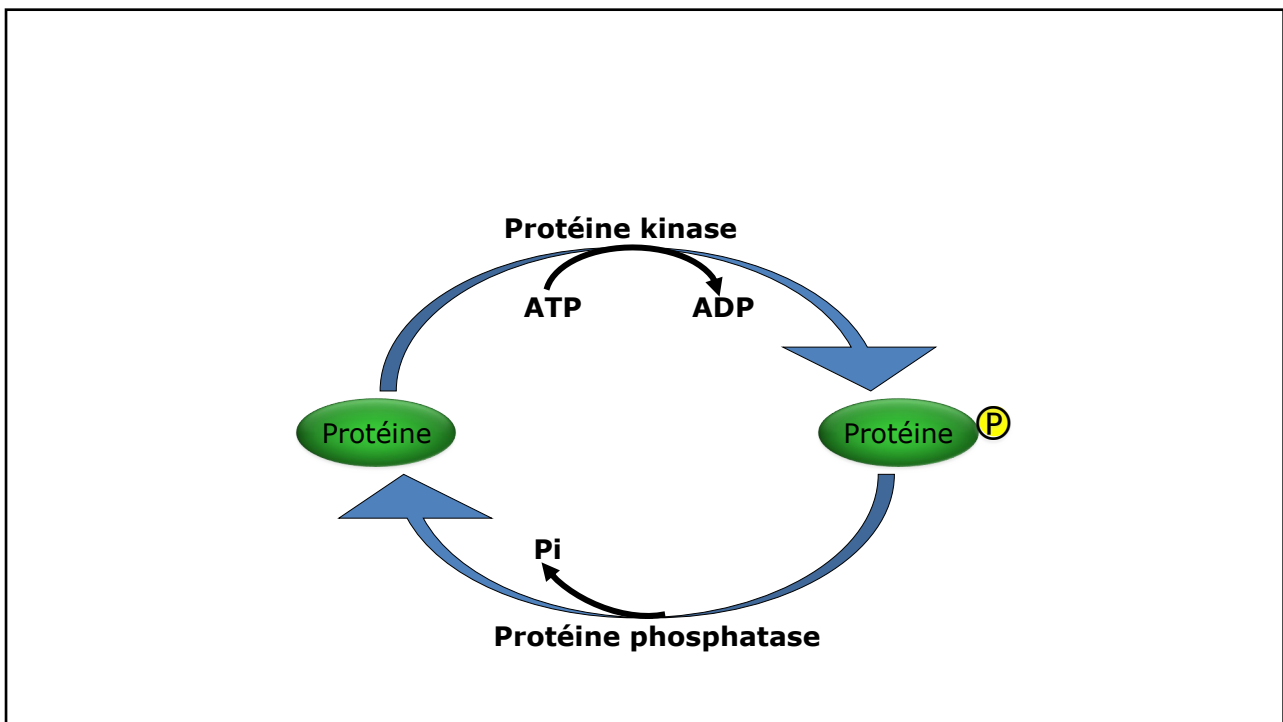 Protéine kinase
ATP
ADP
Protéine
Protéine
P
Pi
Protéine phosphatase